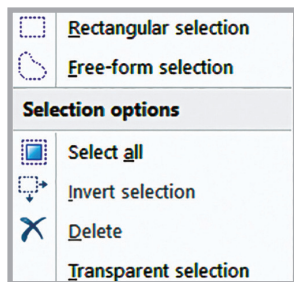 Rectangular selection
Free-form selection
Selection options
Select all
Invert selection
Delete
Transparent selection